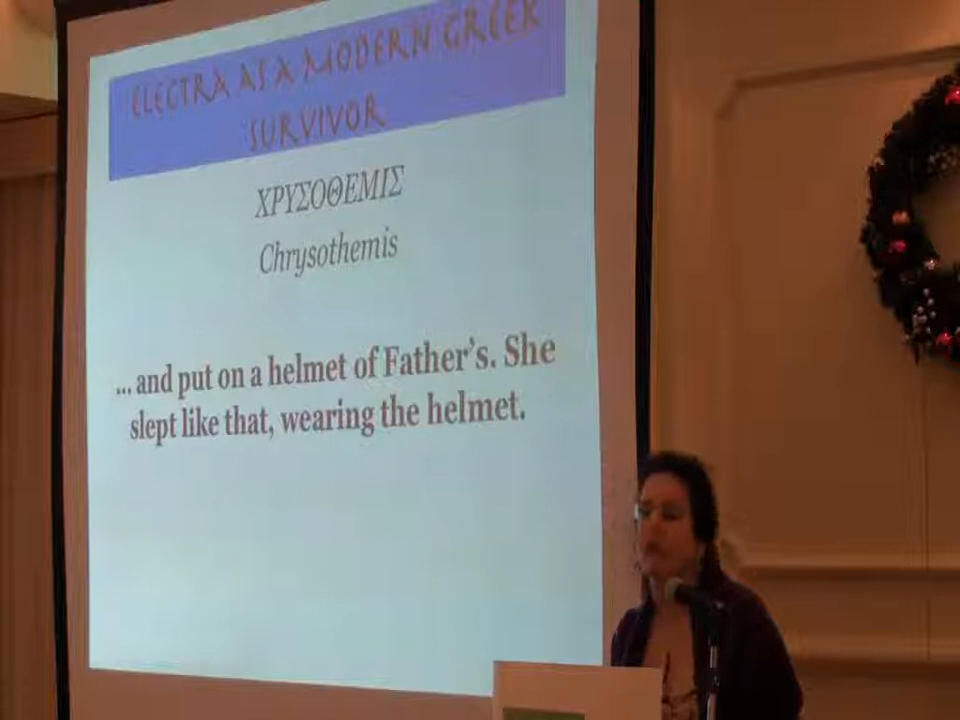 ELECTRA AS A MODERN GREEK
SURVIVOR
ΧΡΥΣΟΘΕΜΙΣ
Chrysothemis
... and put on a helmet of Father's. She
slept like that, wearing the helmet.